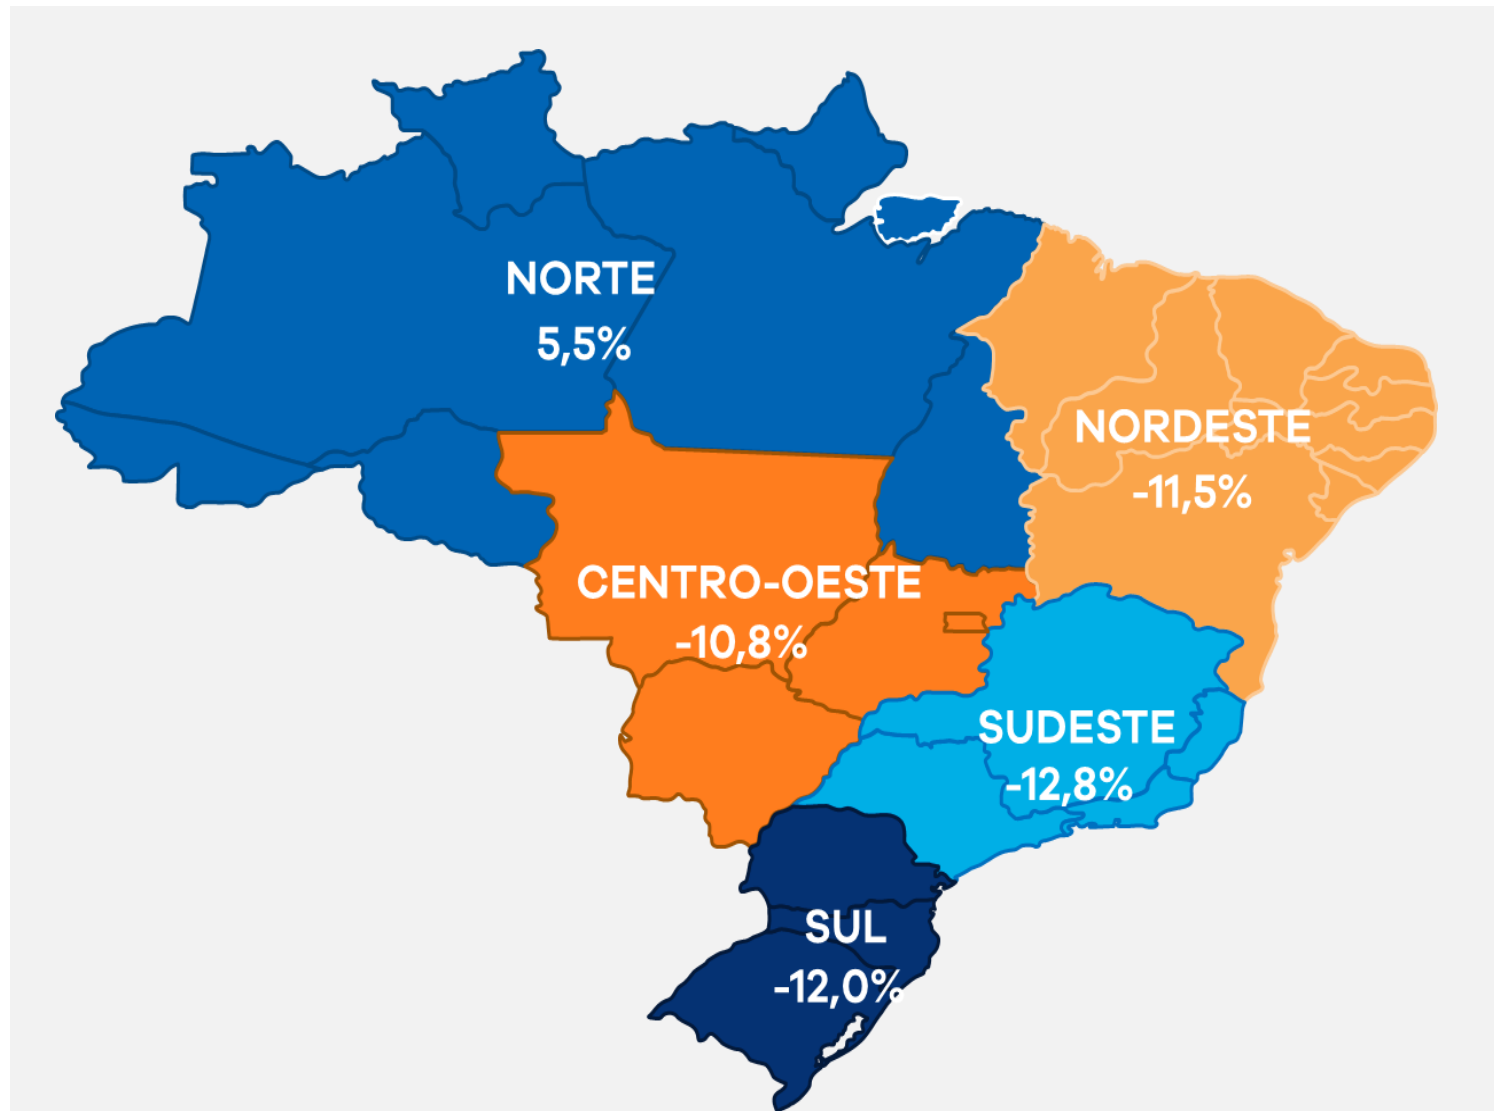 NORTE
5,5%
NORDESTE
-11,5%
CENTRO-OESTE
-10,8%
SUDESTE
-12,8%
SUL
-12,0%